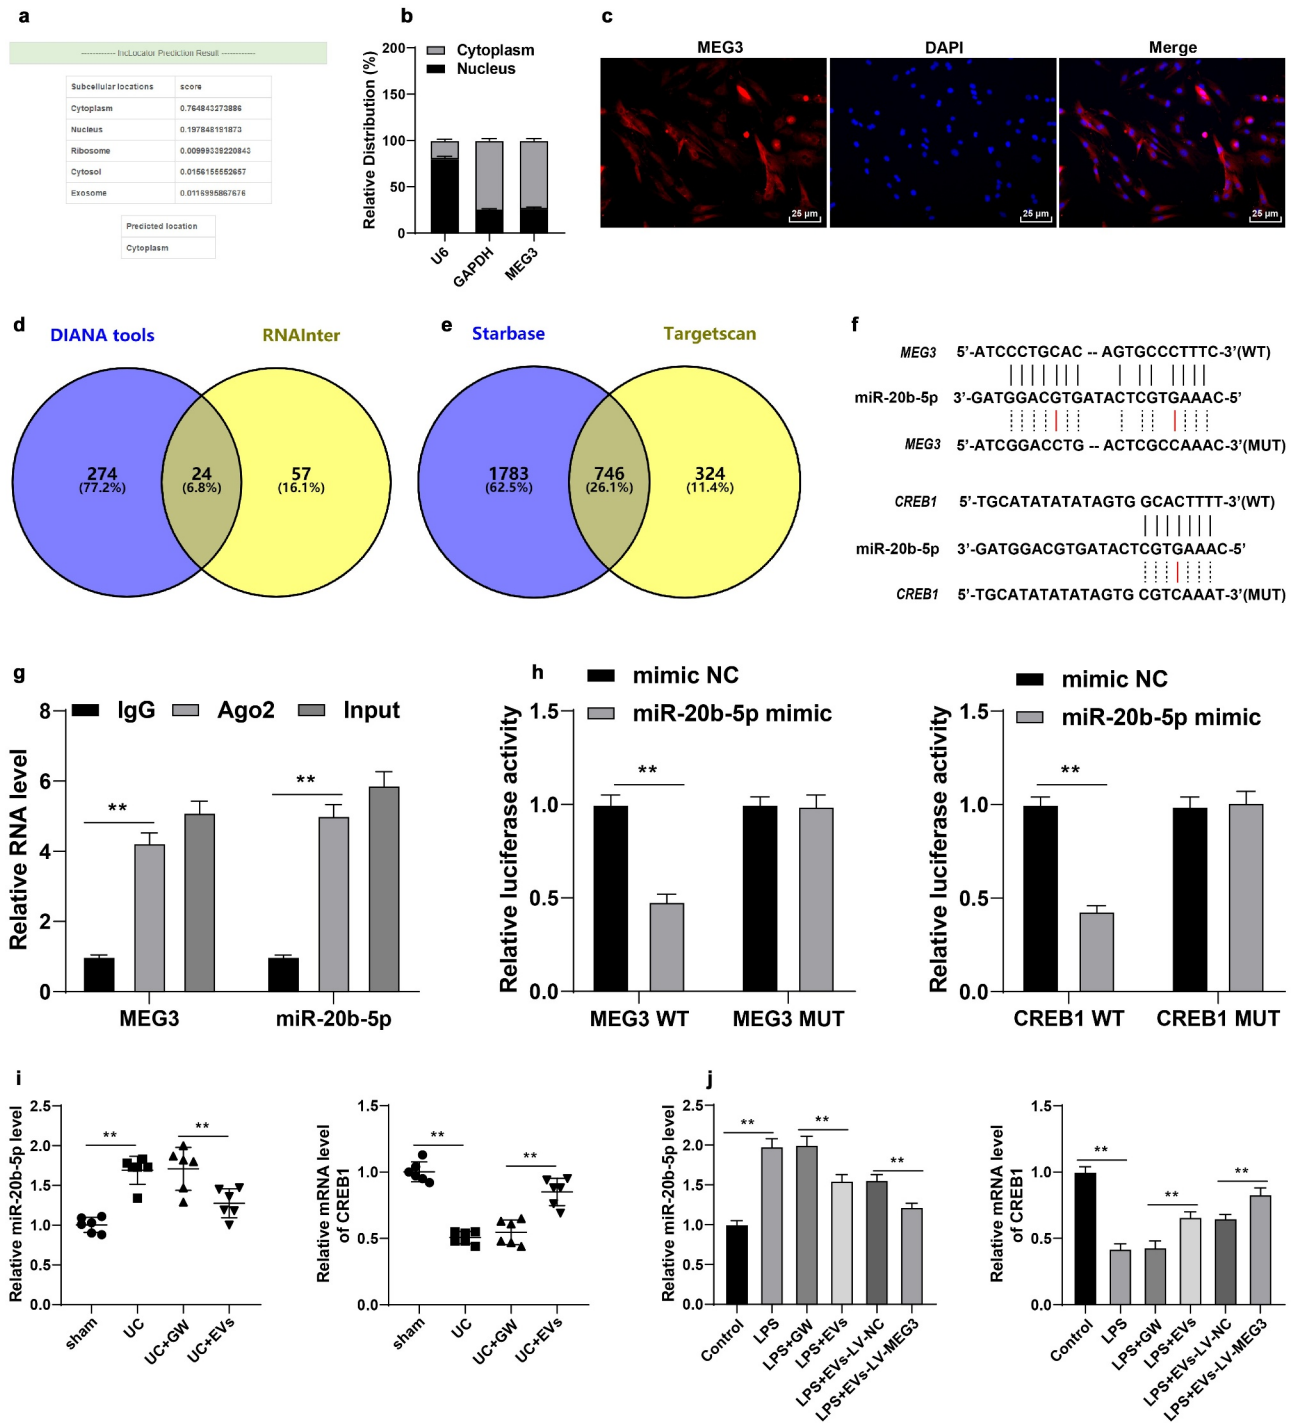 a
------------- lncLocator Prediction Result -------------
Subcellular locations score
Cytoplasm 0.764843273886
Nucleus 0.197848191873
Ribosome 0.00999339220843
Cytosol 0.0156155552657
Exosome 0.0116995867676
Predicted location
Cytoplasm
b
Cytoplasm
Nucleus
Relative Distribution (%)
200
150
100
50
0
U6
GAPDH
MEG3
c
MEG3
DAPI
Merge
25 μm
25 μm
25 μm
d
DIANA tools
RNAInter
274
(77.2%)
24
(6.8%)
57
(16.1%)
e
Starbase
Targetscan
1783
(62.5%)
746
(26.1%)
324
(11.4%)
f
MEG3 5'-ATCCCTGCAC -- AGTGCCCTTTC-3'(WT)
miR-20b-5p 3'-GATGGACGTGATACTCGTGAAAC-5'
MEG3 5'-ATCGGACCTG -- ACTCGCCAAAC-3'(MUT)
CREB1 5'-TGCATATATATAGTG GCACTTTT-3'(WT)
miR-20b-5p 3'-GATGGACGTGATACTCGTGAAAC-5'
CREB1 5'-TGCATATATATAGTG CGTCAAAT-3'(MUT)
g
IgG Ago2 Input
Relative RNA level
8
6
4
2
0
**
**
MEG3
miR-20b-5p
h
mimic NC
miR-20b-5p mimic
Relative luciferase activity
1.5
1.0
0.5
0.0
**
MEG3 WT
MEG3 MUT
mimic NC
miR-20b-5p mimic
Relative luciferase activity
1.5
1.0
0.5
0.0
**
CREB1 WT
CREB1 MUT
i
Relative miR-20b-5p level
2.5
2.0
1.5
1.0
0.5
0.0
**
**
sham
UC
UC+GW
UC+EVs
Relative mRNA level
of CREB1
1.5
1.0
0.5
0.0
**
**
sham
UC
UC+GW
UC+EVs
j
Relative miR-20b-5p level
2.5
2.0
1.5
1.0
0.5
0.0
**
**
**
Control
LPS
LPS+GW
LPS+EVs
LPS+EVs-LV-NC
LPS+EVs-LV-MEG3
Relative mRNA level
of CREB1
1.5
1.0
0.5
0.0
**
**
**
Control
LPS
LPS+GW
LPS+EVs
LPS+EVs-LV-NC
LPS+EVs-LV-MEG3